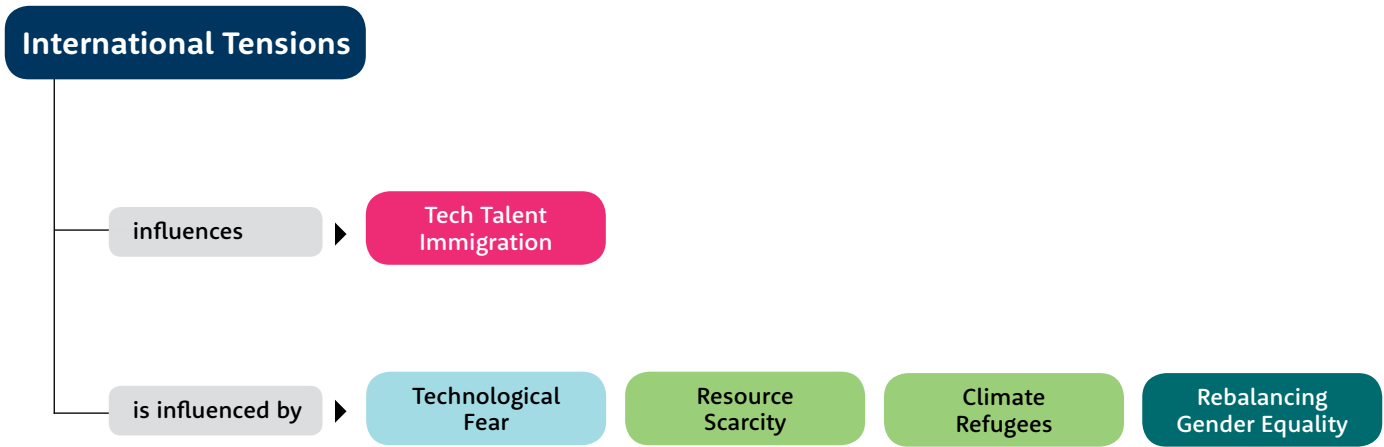 International Tensions
influences
Tech Talent
Immigration
is influenced by
Technological
Fear
Resource
Scarcity
Climate
Refugees
Rebalancing
Gender Equality